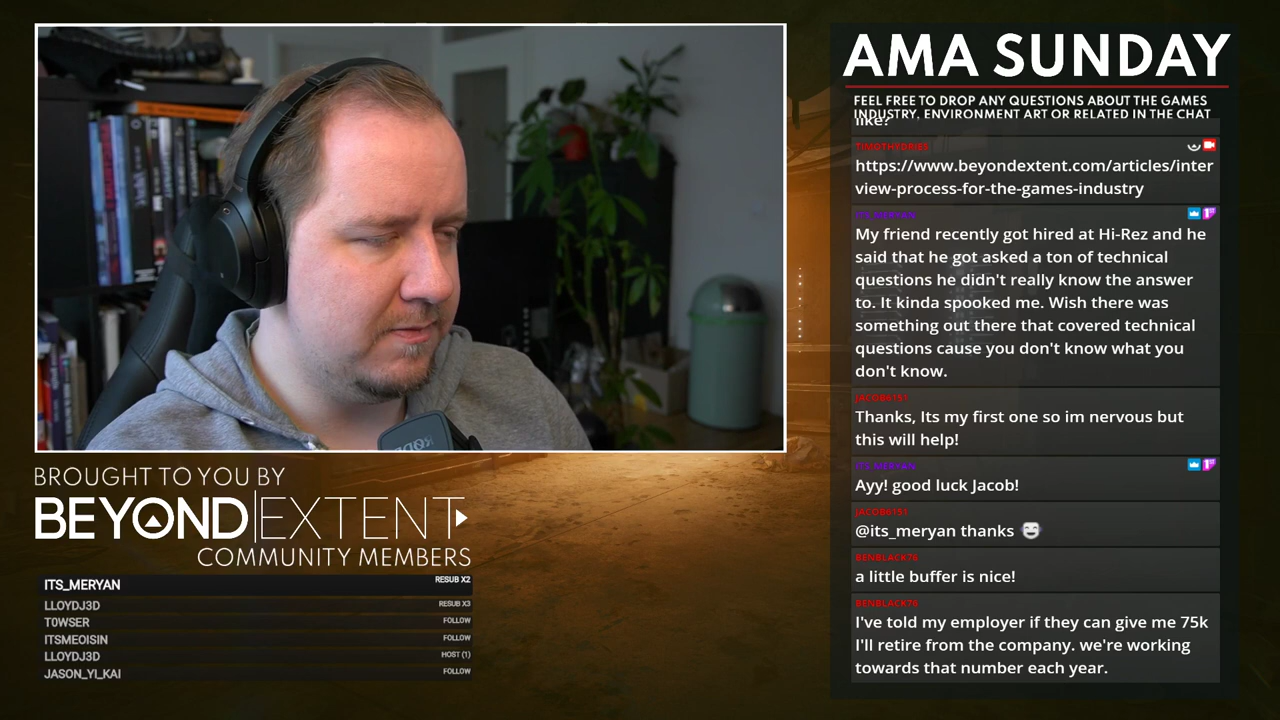 AMA SUNDAY
FEEL FREE TO DROP ANY QUESTIONS ABOUT THE GAMES
INDUSTRY, ENVIRONMENT ART OR RELATED IN THE CHAT
like?
TIMOTHYDRIES
https://www.beyondextent.com/articles/inter
view-process-for-the-games-industry
ITS_MERYAN
My friend recently got hired at Hi-Rez and he
said that he got asked a ton of technical
questions he didn't really know the answer
to. It kinda spooked me. Wish there was
something out there that covered technical
questions cause you don't know what you
don't know.
JACOB6151
Thanks, Its my first one so im nervous but
this will help!
ITS_MERYAN
Ayy! good luck Jacob!
JACOB6151
@its_meryan thanks
BENBLACK76
a little buffer is nice!
BENBLACK76
I've told my employer if they can give me 75k
I'll retire from the company. we're working
towards that number each year.
BROUGHT TO YOU BY
BEYOND EXTENT
COMMUNITY MEMBERS
ITS_MERYAN RESUB X2
LLOYDJ3D RESUB X3
T0WSER FOLLOW
ITSMEOISIN FOLLOW
LLOYDJ3D HOST (1)
JASON_YI_KAI FOLLOW